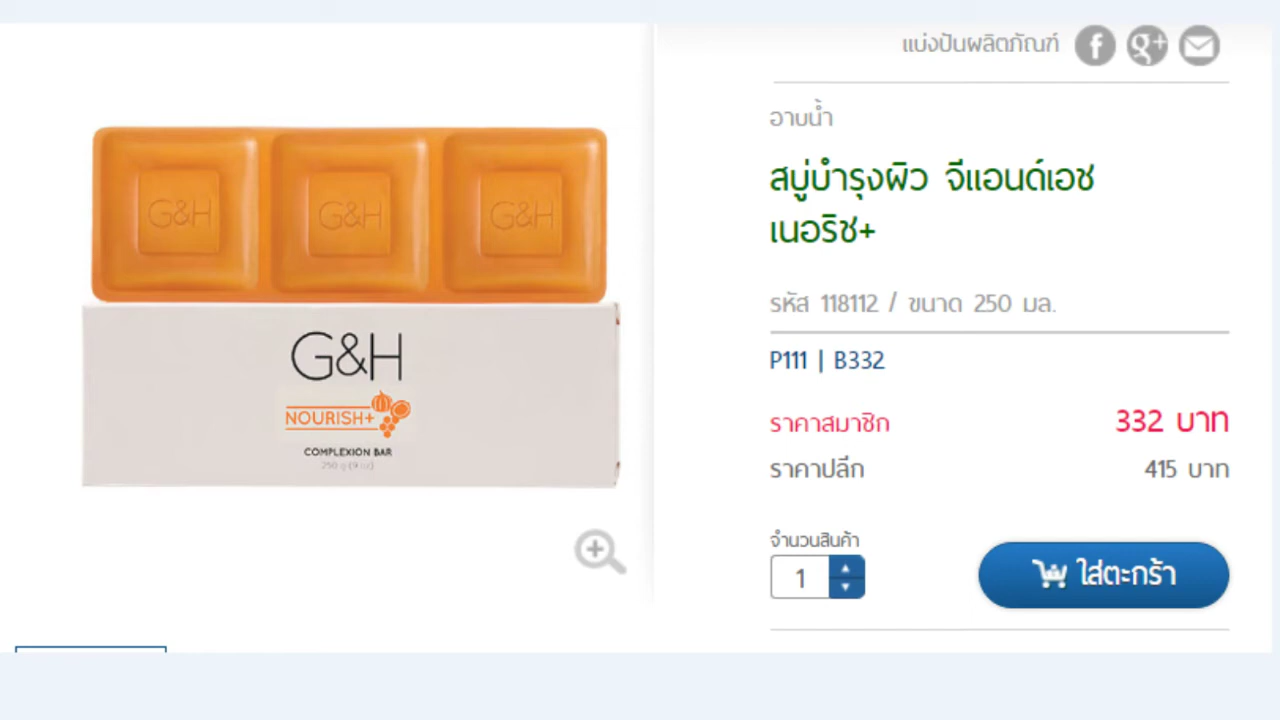 แบ่งปันผลิตภัณฑ์
อาบน้ำ
สบู่บำรุงผิว จีแอนด์เอช
เนอริช+
รหัส 118112 / ขนาด 250 มล.
P111 | B332
ราคาสมาชิก 332 บาท
ราคาปลีก 415 บาท
จำนวนสินค้า
1
ใส่ตะกร้า
G&H G&H G&H
G&H
NOURISH+
COMPLEXION BAR
250 g (9 oz)